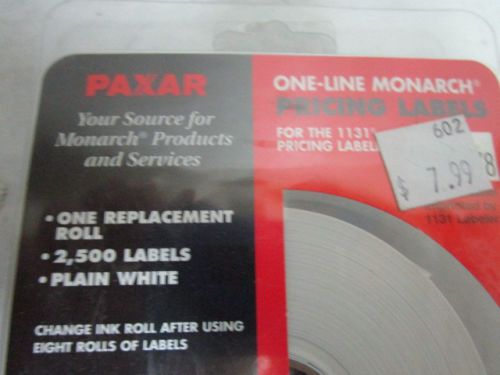 PAXAR
Your Source for
Monarch® Products
and Services
• ONE REPLACEMENT
ROLL
• 2,500 LABELS
• PLAIN WHITE
CHANGE INK ROLL AFTER USING
EIGHT ROLLS OF LABELS
ONE-LINE MONARCH®
PRICING LABELS
FOR THE 1131
PRICING LABEL
602
$ 7.99
8
by
1131 Labeler